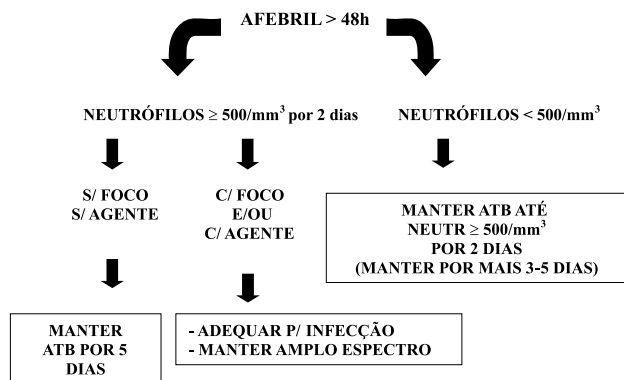 AFEBRIL > 48h
NEUTRÓFILOS ≥ 500/mm³ por 2 dias
NEUTRÓFILOS < 500/mm³
S/ FOCO
S/ AGENTE
C/ FOCO
E/OU
C/ AGENTE
MANTER ATB ATÉ
NEUTR ≥ 500/mm³
POR 2 DIAS
(MANTER POR MAIS 3-5 DIAS)
MANTER
ATB POR 5
DIAS
- ADEQUAR P/ INFECÇÃO
- MANTER AMPLO ESPECTRO